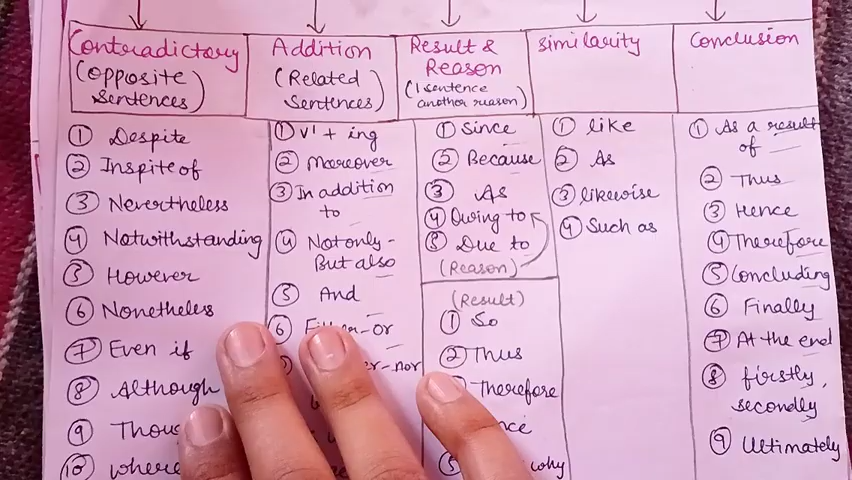 Contradictory
(Opposite
Sentences)
① Despite
② Inspite of
③ Nevertheless
④ Notwithstanding
⑤ However
⑥ Nonetheless
⑦ Even if
⑧ Although
⑨
⑩
Addition
(Related
Sentences)
① V1 + ing
② Moreover
③ In addition
to
④ Not only -
But also
⑤ And
⑥
Result &
Reason
(1 sentence
another reason)
① Since
② Because
③ As
④ Owing to
⑤ Due to
(Reason)
(Result)
① So
② Thus
Therefore
⑤ why
Similarity
① like
② As
③ likewise
④ Such as
Conclusion
① As a result
of
② Thus
③ Hence
④ Therefore
⑤ Concluding
⑥ Finally
⑦ At the end
⑧ firstly,
secondly
⑨ Ultimately